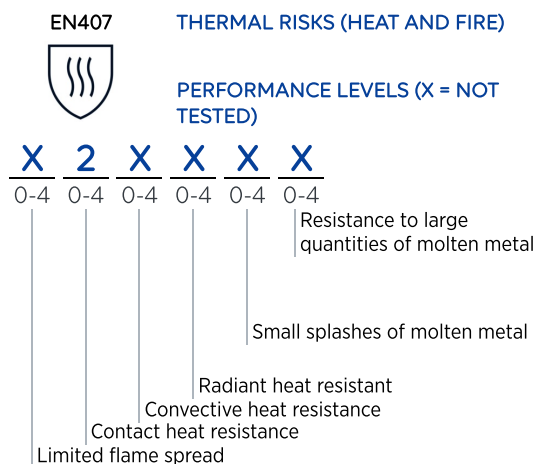 EN407
THERMAL RISKS (HEAT AND FIRE)
PERFORMANCE LEVELS (X = NOT
TESTED)
X 2 X X X X
0-4 0-4 0-4 0-4 0-4 0-4
Resistance to large
quantities of molten metal
Small splashes of molten metal
Radiant heat resistant
Convective heat resistance
Contact heat resistance
Limited flame spread